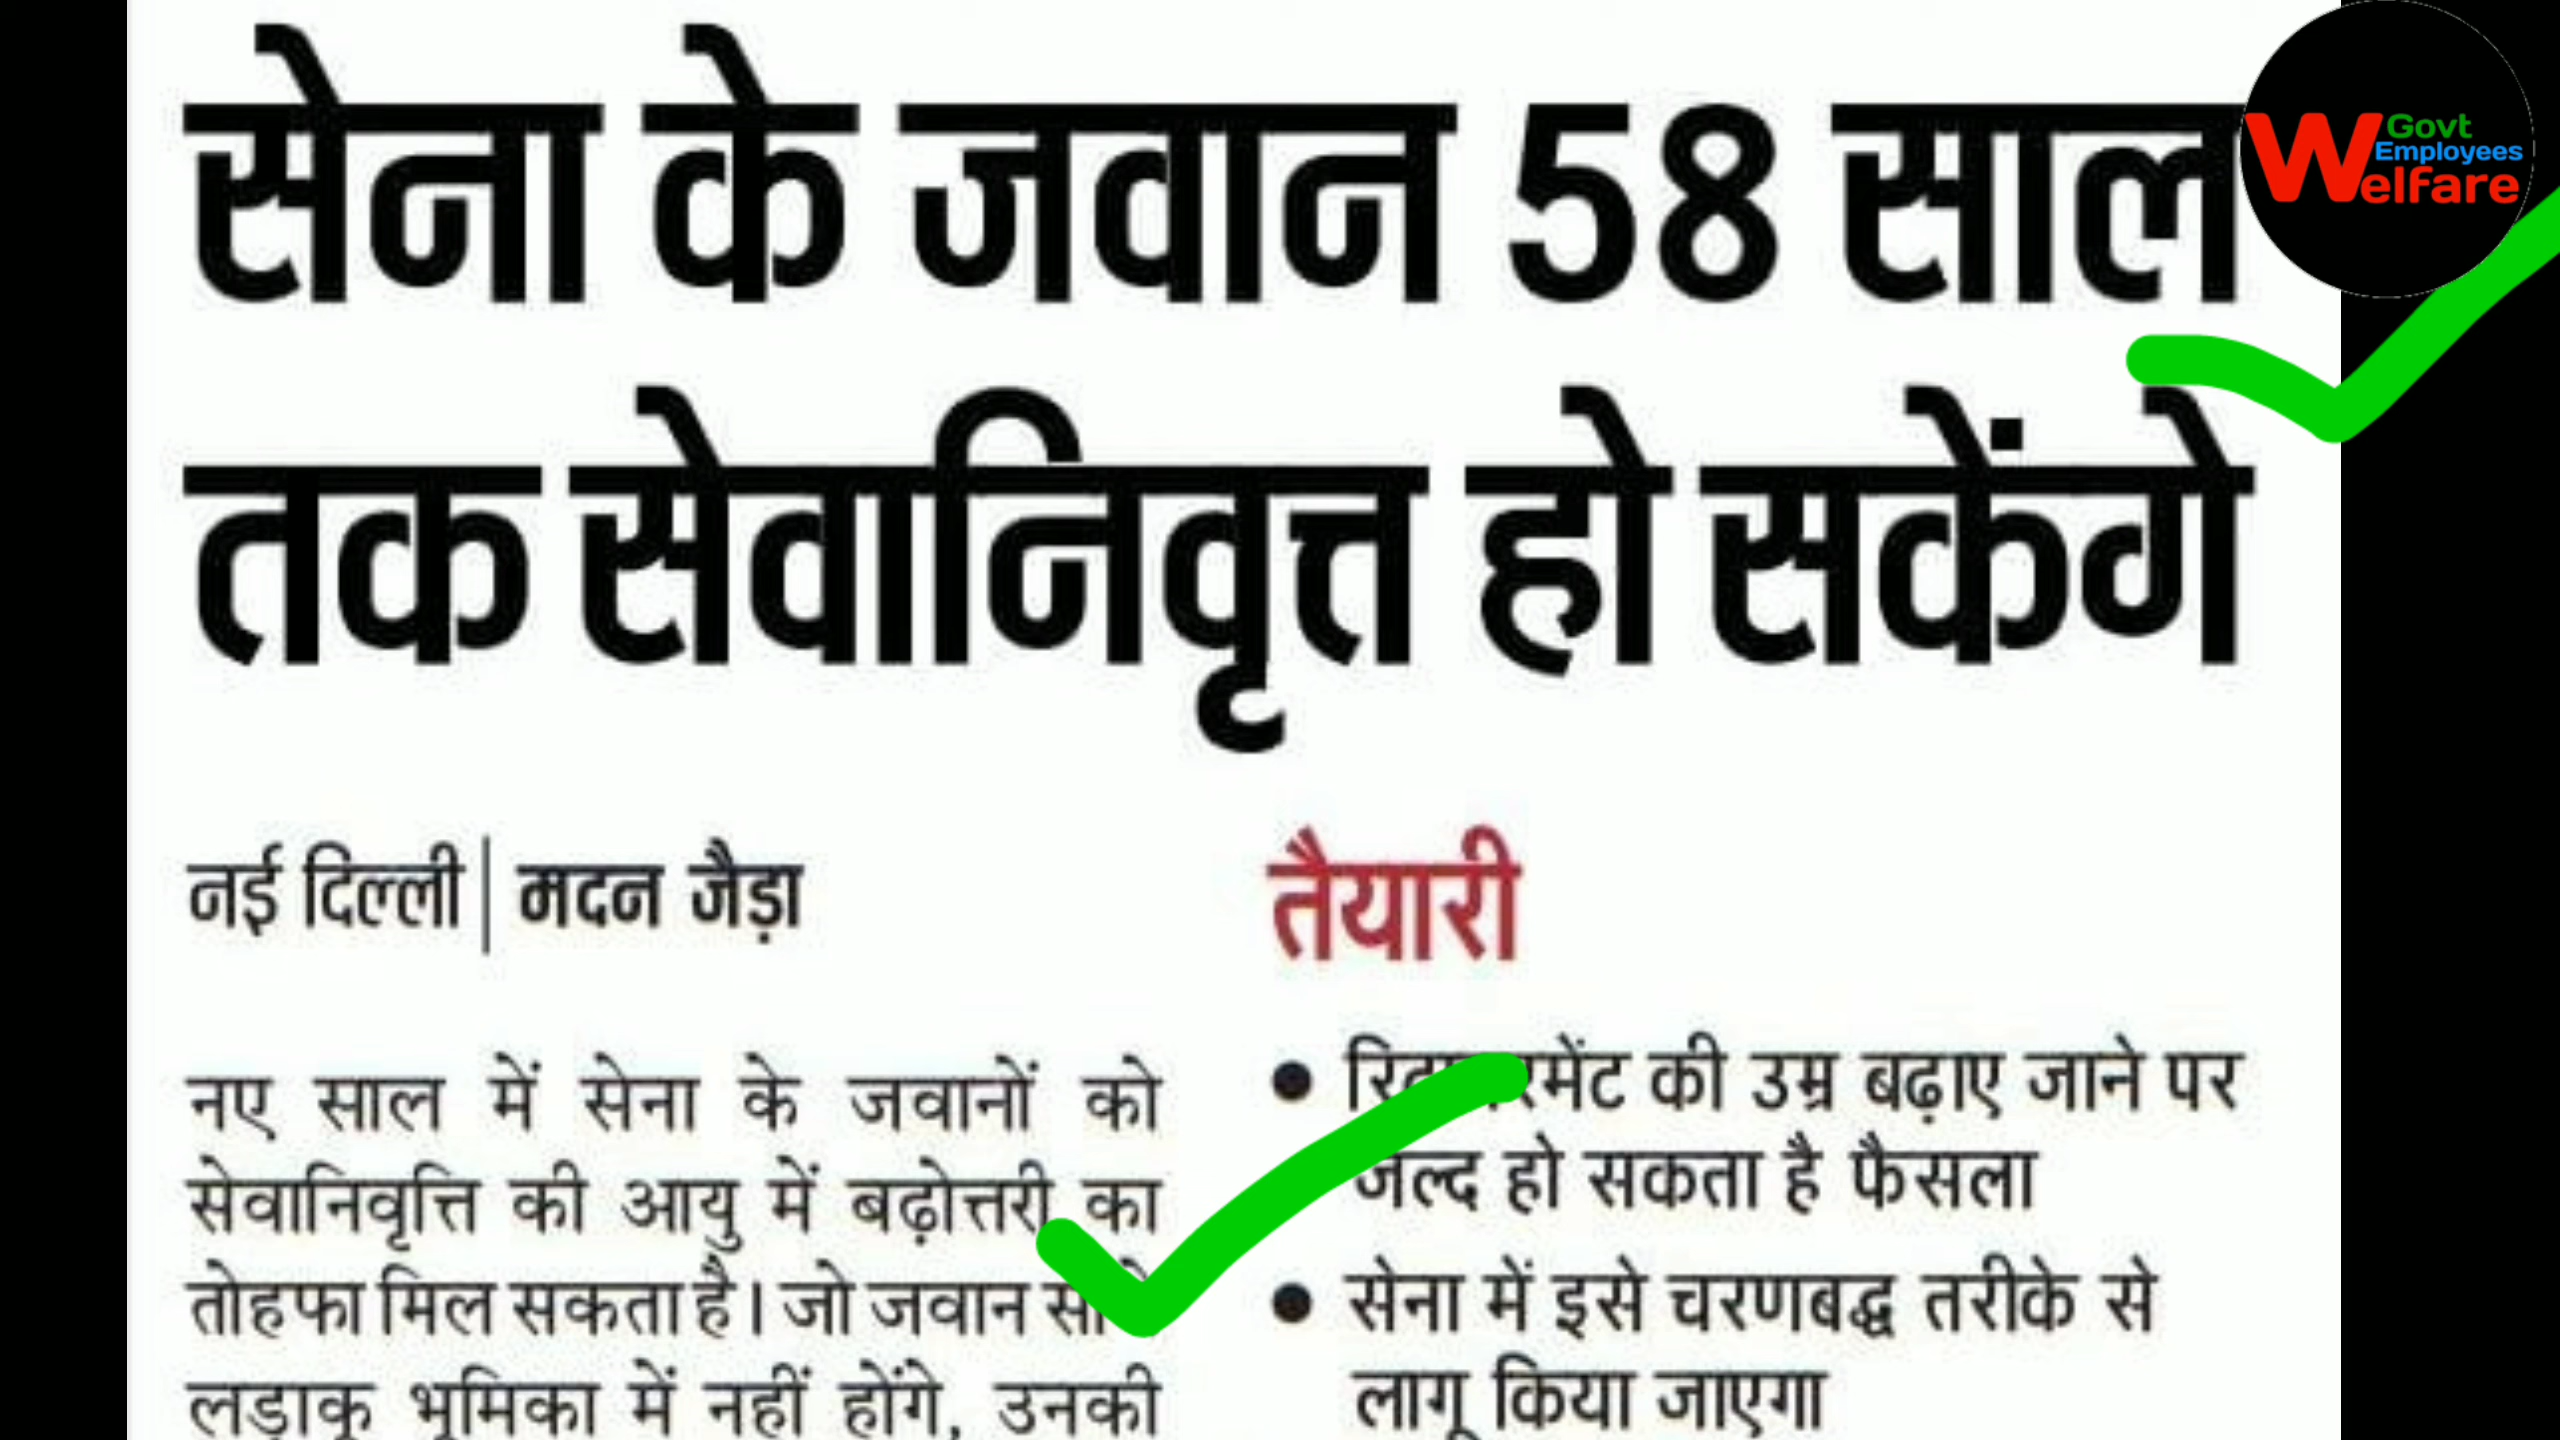 सेना के जवान 58 साल
तक सेवानिवृत्त हो सकेंगे
Govt
Employees
Welfare
नई दिल्ली | मदन जैड़ा
नए साल में सेना के जवानों को
सेवानिवृत्ति की आयु में बढ़ोत्तरी का
तोहफा मिल सकता है। जो जवान
लड़ाकू भूमिका में नहीं होंगे, उनकी
तैयारी
● की उम्र बढ़ाए जाने पर
जल्द हो सकता है फैसला
● सेना में इसे चरणबद्ध तरीके से
लागू किया जाएगा